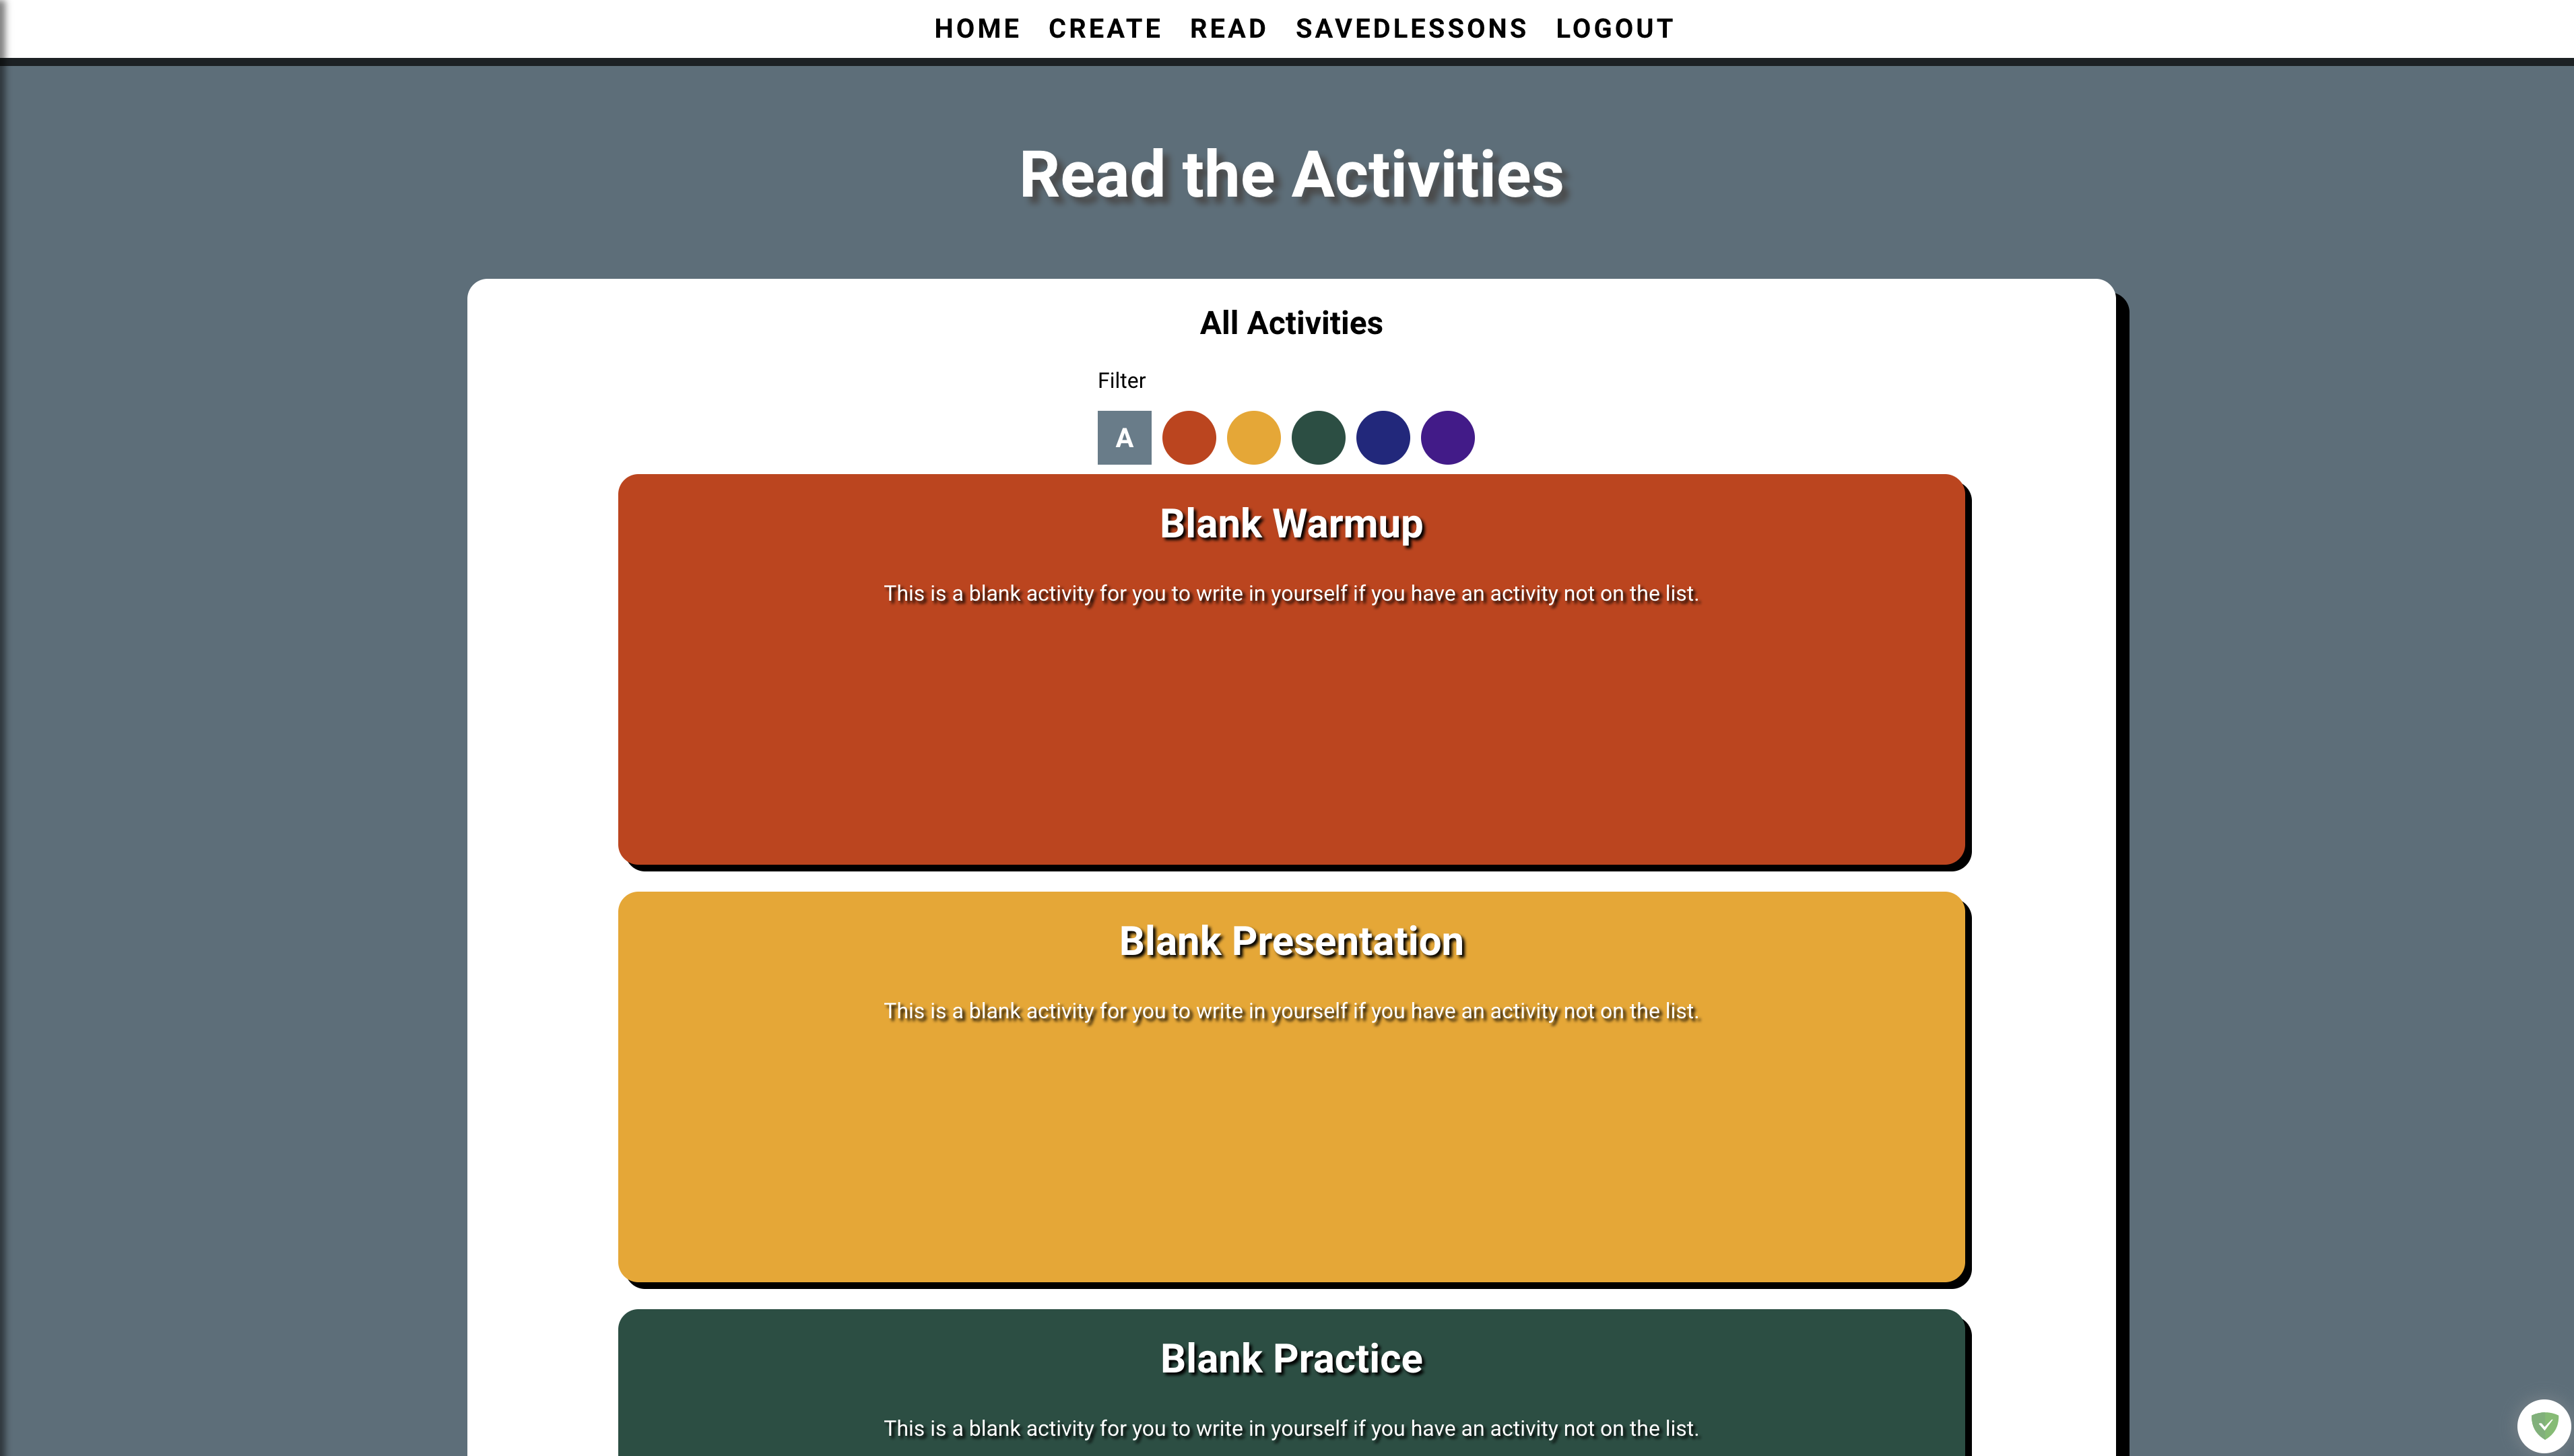 HOME CREATE READ SAVEDLESSONS LOGOUT
Read the Activities
All Activities
Filter
A
Blank Warmup
This is a blank activity for you to write in yourself if you have an activity not on the list.
Blank Presentation
This is a blank activity for you to write in yourself if you have an activity not on the list.
Blank Practice
This is a blank activity for you to write in yourself if you have an activity not on the list.